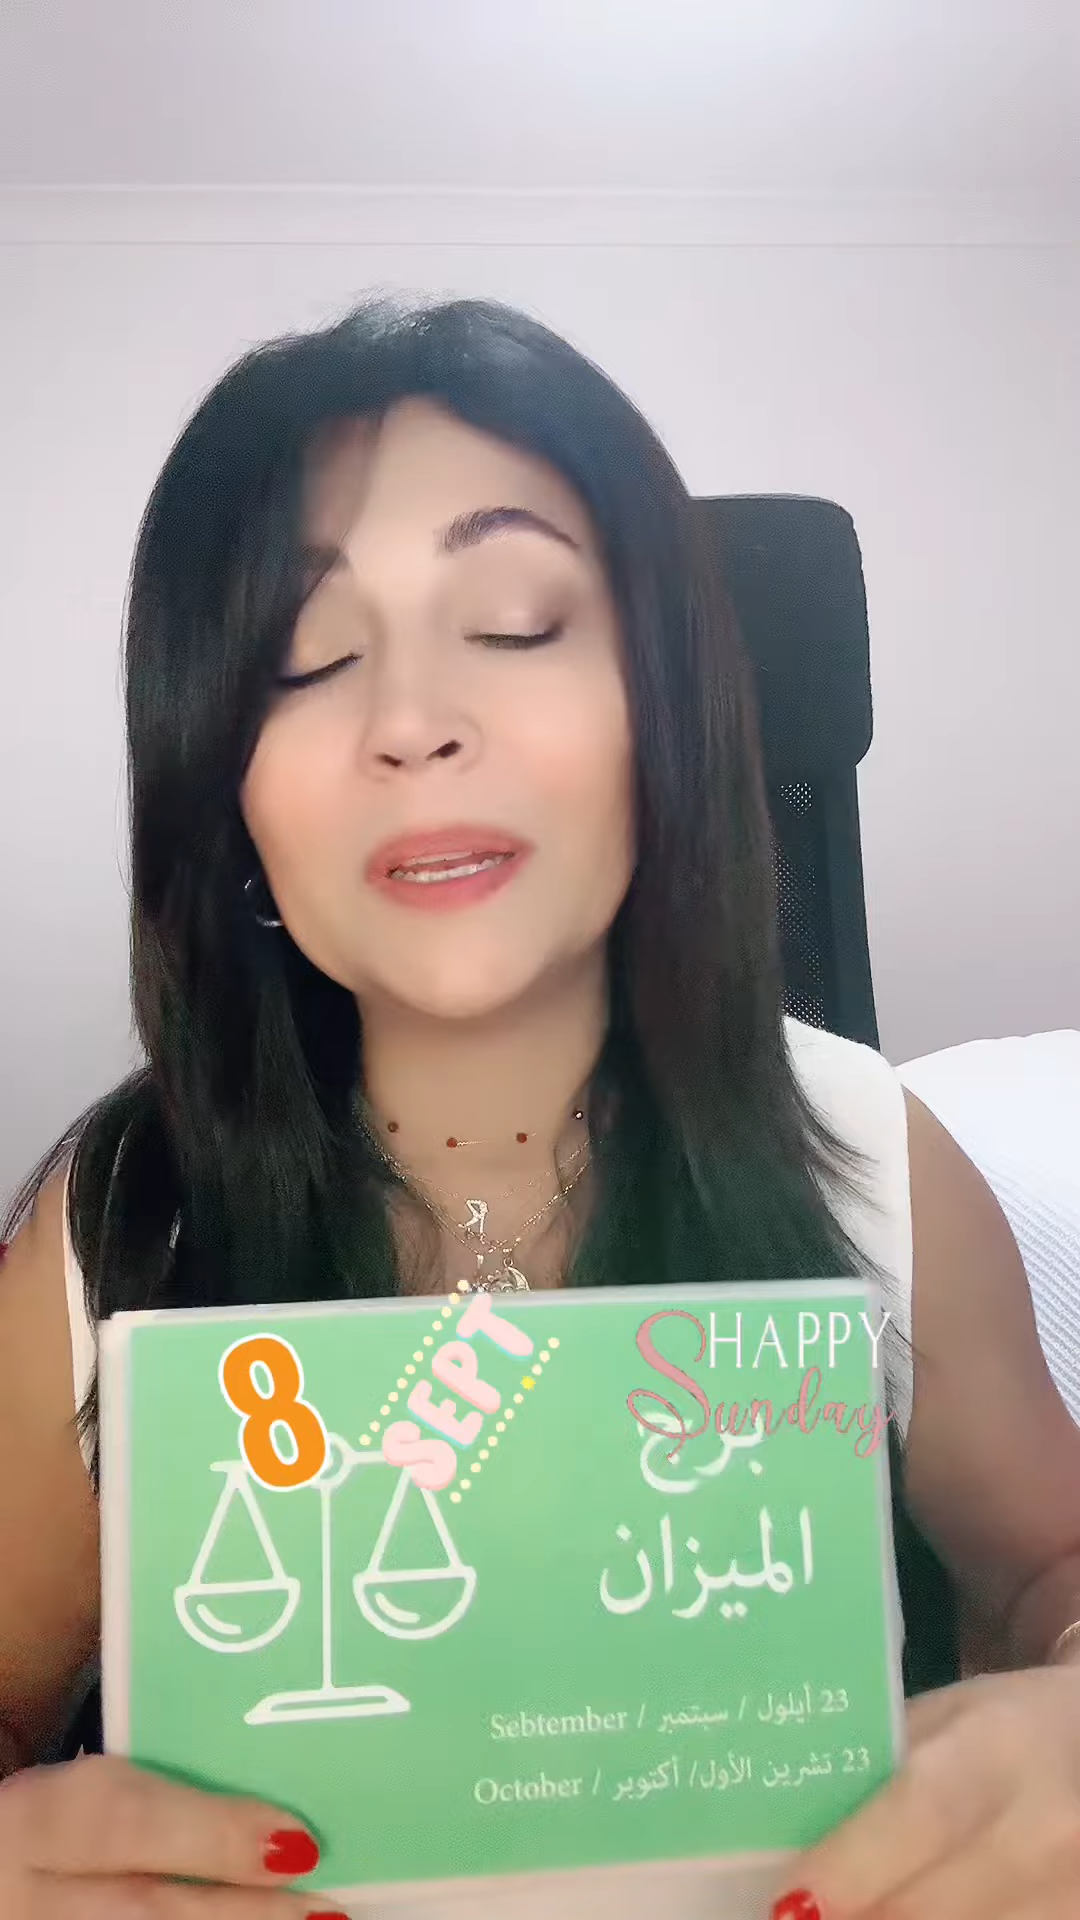 8
SEPT
HAPPY
Sunday
برج
الميزان
23 أيلول / سبتمبر / Sebtember
23 تشرين الأول/ أكتوبر / October